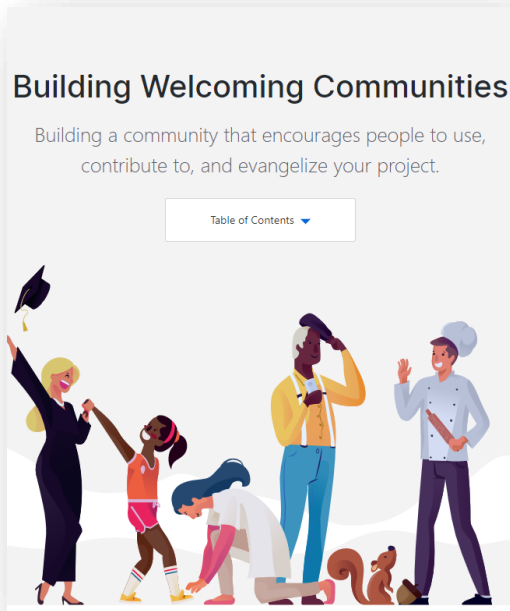 Building Welcoming Communities
Building a community that encourages people to use,
contribute to, and evangelize your project.
Table of Contents